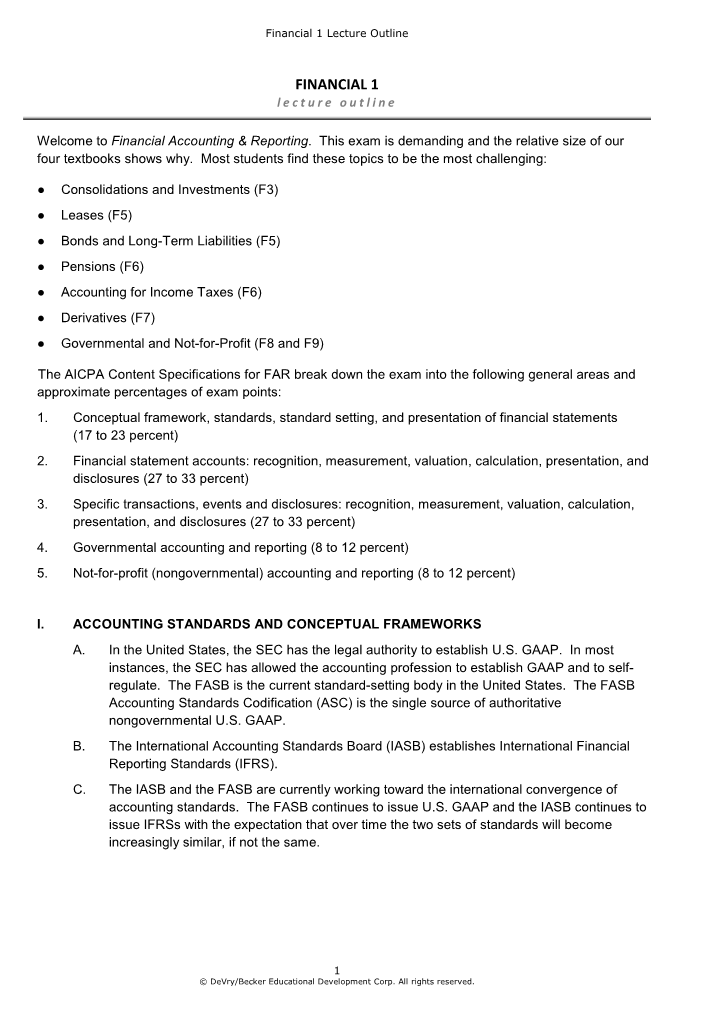 Financial 1 Lecture Outline
FINANCIAL 1
lecture outline
Welcome to Financial Accounting & Reporting. This exam is demanding and the relative size of our
four textbooks shows why. Most students find these topics to be the most challenging:
● Consolidations and Investments (F3)
● Leases (F5)
● Bonds and Long-Term Liabilities (F5)
● Pensions (F6)
● Accounting for Income Taxes (F6)
● Derivatives (F7)
● Governmental and Not-for-Profit (F8 and F9)
The AICPA Content Specifications for FAR break down the exam into the following general areas and
approximate percentages of exam points:
1. Conceptual framework, standards, standard setting, and presentation of financial statements
(17 to 23 percent)
2. Financial statement accounts: recognition, measurement, valuation, calculation, presentation, and
disclosures (27 to 33 percent)
3. Specific transactions, events and disclosures: recognition, measurement, valuation, calculation,
presentation, and disclosures (27 to 33 percent)
4. Governmental accounting and reporting (8 to 12 percent)
5. Not-for-profit (nongovernmental) accounting and reporting (8 to 12 percent)
I. ACCOUNTING STANDARDS AND CONCEPTUAL FRAMEWORKS
A. In the United States, the SEC has the legal authority to establish U.S. GAAP. In most
instances, the SEC has allowed the accounting profession to establish GAAP and to self-
regulate. The FASB is the current standard-setting body in the United States. The FASB
Accounting Standards Codification (ASC) is the single source of authoritative
nongovernmental U.S. GAAP.
B. The International Accounting Standards Board (IASB) establishes International Financial
Reporting Standards (IFRS).
C. The IASB and the FASB are currently working toward the international convergence of
accounting standards. The FASB continues to issue U.S. GAAP and the IASB continues to
issue IFRSs with the expectation that over time the two sets of standards will become
increasingly similar, if not the same.
1
© DeVry/Becker Educational Development Corp. All rights reserved.